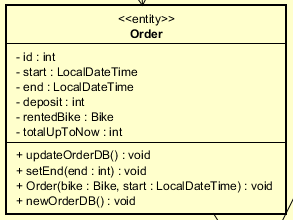 <<entity>>
Order
- id : int
- start : LocalDateTime
- end : LocalDateTime
- deposit : int
- rentedBike : Bike
- totalUpToNow : int
+ updateOrderDB() : void
+ setEnd(end : int) : void
+ Order(bike : Bike, start : LocalDateTime) : void
+ newOrderDB() : void